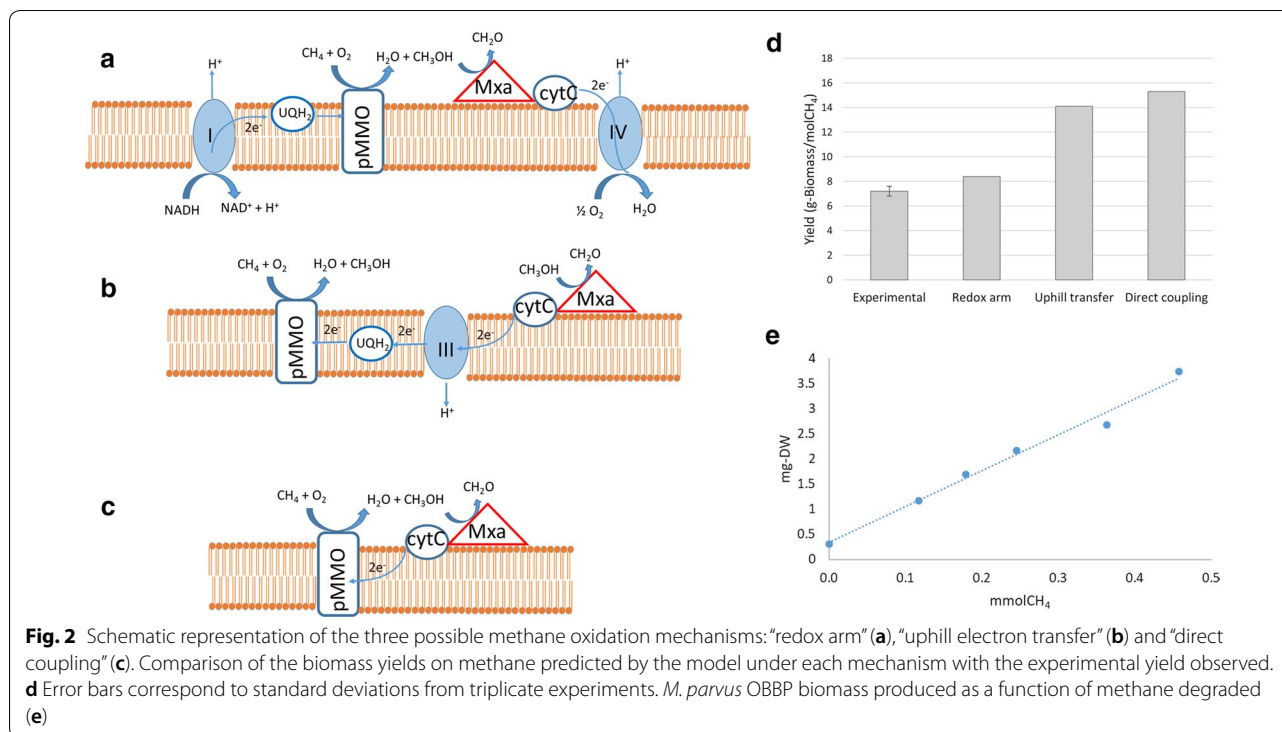 a
H⁺
I
2e⁻
UQH₂
NADH
NAD⁺ + H⁺
CH₄ + O₂
H₂O + CH₃OH
CH₂O
pMMO
Mxa
cytC
2e⁻
H⁺
IV
½ O₂
H₂O
b
CH₄ + O₂
H₂O + CH₃OH
pMMO
2e⁻
UQH₂
2e⁻
III
H⁺
2e⁻
cytC
CH₃OH
CH₂O
Mxa
c
CH₄ + O₂
H₂O + CH₃OH
CH₂O
pMMO
2e⁻
cytC
Mxa
d
Yield (g-Biomass/molCH₄)
18
16
14
12
10
8
6
4
2
0
Experimental
Redox arm
Uphill transfer
Direct coupling
e
mg-DW
4
3.5
3
2.5
2
1.5
1
0.5
0
0.0
0.1
0.2
0.3
0.4
0.5
mmolCH₄
Fig. 2 Schematic representation of the three possible methane oxidation mechanisms: “redox arm” (a), “uphill electron transfer” (b) and “direct
coupling” (c). Comparison of the biomass yields on methane predicted by the model under each mechanism with the experimental yield observed.
d Error bars correspond to standard deviations from triplicate experiments. M. parvus OBBP biomass produced as a function of methane degraded
(e)